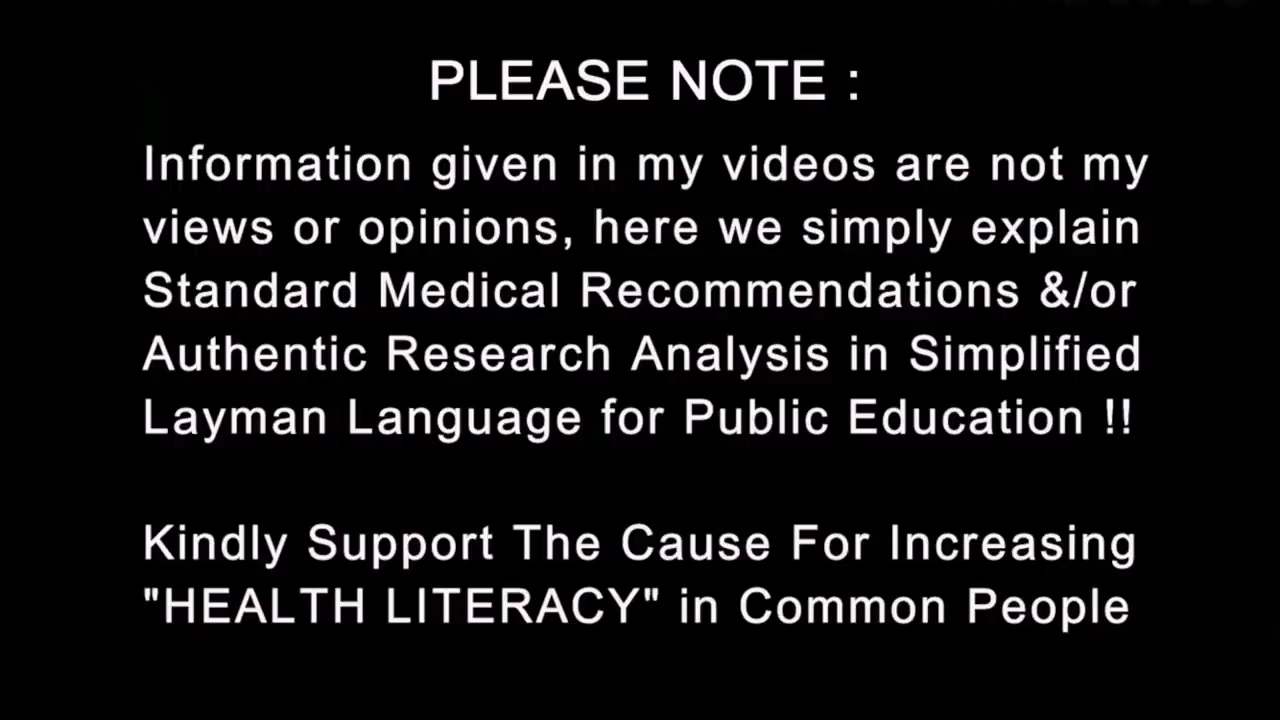 PLEASE NOTE :
Information given in my videos are not my
views or opinions, here we simply explain
Standard Medical Recommendations &/or
Authentic Research Analysis in Simplified
Layman Language for Public Education !!
Kindly Support The Cause For Increasing
"HEALTH LITERACY" in Common People